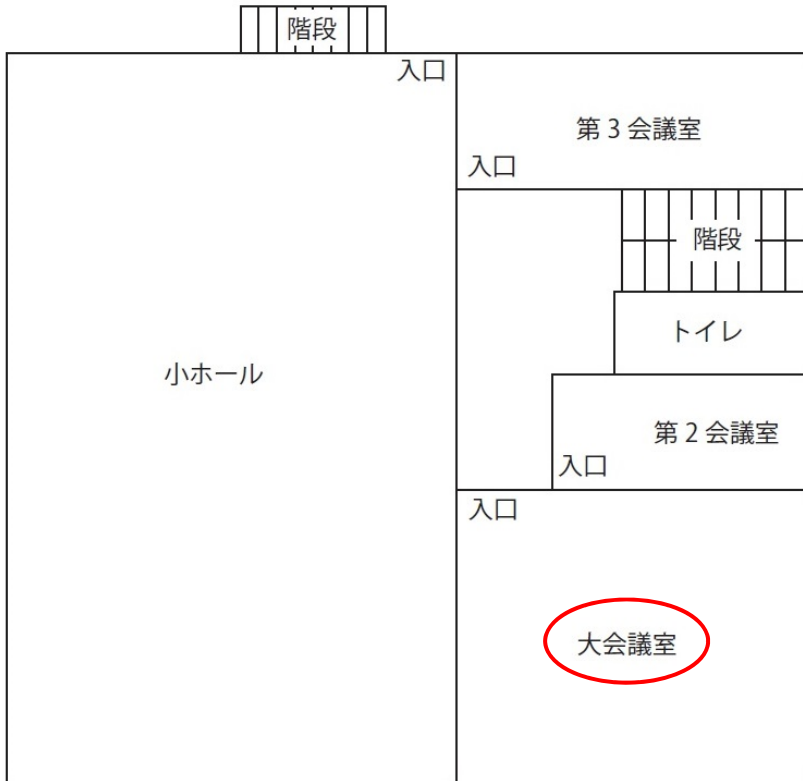 階段
入口
第 3 会議室
入口
階段
トイレ
小ホール
第 2 会議室
入口
入口
大会議室